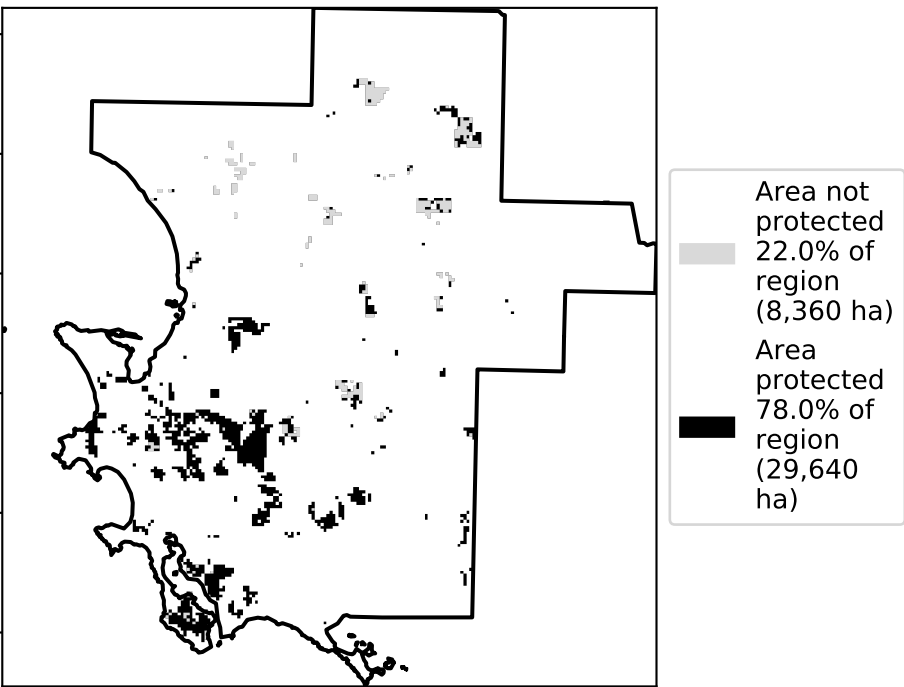 Area not
protected
22.0% of
region
(8,360 ha)
Area
protected
78.0% of
region
(29,640
ha)